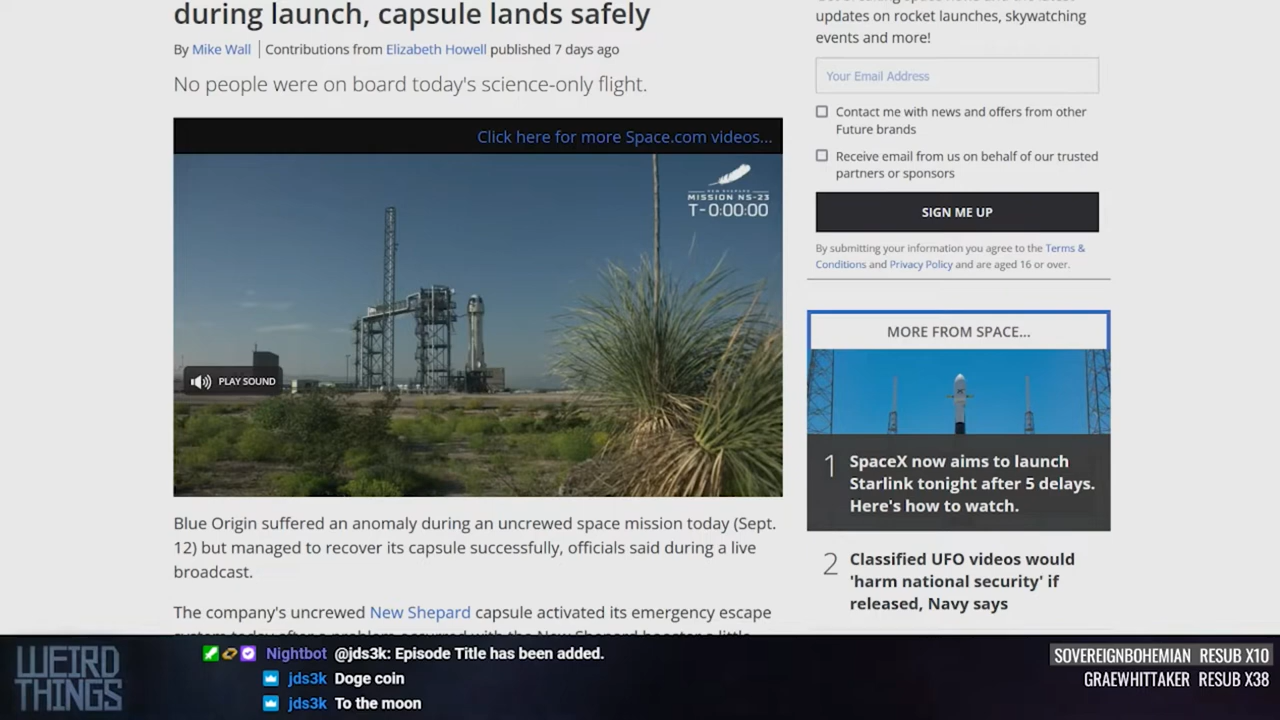 during launch, capsule lands safely
By Mike Wall | Contributions from Elizabeth Howell published 7 days ago
No people were on board today's science-only flight.
Click here for more Space.com videos...
NEW SHEPARD
MISSION NS-23
T-0:00:00
PLAY SOUND
Blue Origin suffered an anomaly during an uncrewed space mission today (Sept.
12) but managed to recover its capsule successfully, officials said during a live
broadcast.
The company's uncrewed New Shepard capsule activated its emergency escape
updates on rocket launches, skywatching
events and more!
Your Email Address
Contact me with news and offers from other
Future brands
Receive email from us on behalf of our trusted
partners or sponsors
SIGN ME UP
By submitting your information you agree to the Terms &
Conditions and Privacy Policy and are aged 16 or over.
MORE FROM SPACE...
1 SpaceX now aims to launch
Starlink tonight after 5 delays.
Here's how to watch.
2 Classified UFO videos would
'harm national security' if
released, Navy says
WEIRD
THINGS
Nightbot @jds3k: Episode Title has been added.
jds3k Doge coin
jds3k To the moon
SOVEREIGNBOHEMIAN RESUB X10
GRAEWHITTAKER RESUB X38